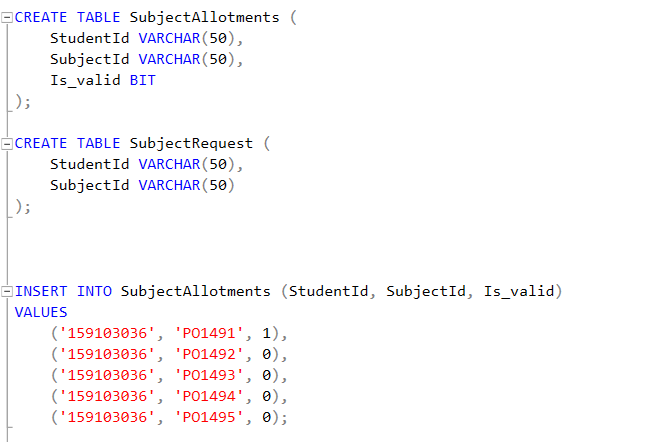 CREATE TABLE SubjectAllotments (
    StudentId VARCHAR(50),
    SubjectId VARCHAR(50),
    Is_valid BIT
);
CREATE TABLE SubjectRequest (
    StudentId VARCHAR(50),
    SubjectId VARCHAR(50)
);
INSERT INTO SubjectAllotments (StudentId, SubjectId, Is_valid)
VALUES
    ('159103036', 'PO1491', 1),
    ('159103036', 'PO1492', 0),
    ('159103036', 'PO1493', 0),
    ('159103036', 'PO1494', 0),
    ('159103036', 'PO1495', 0);